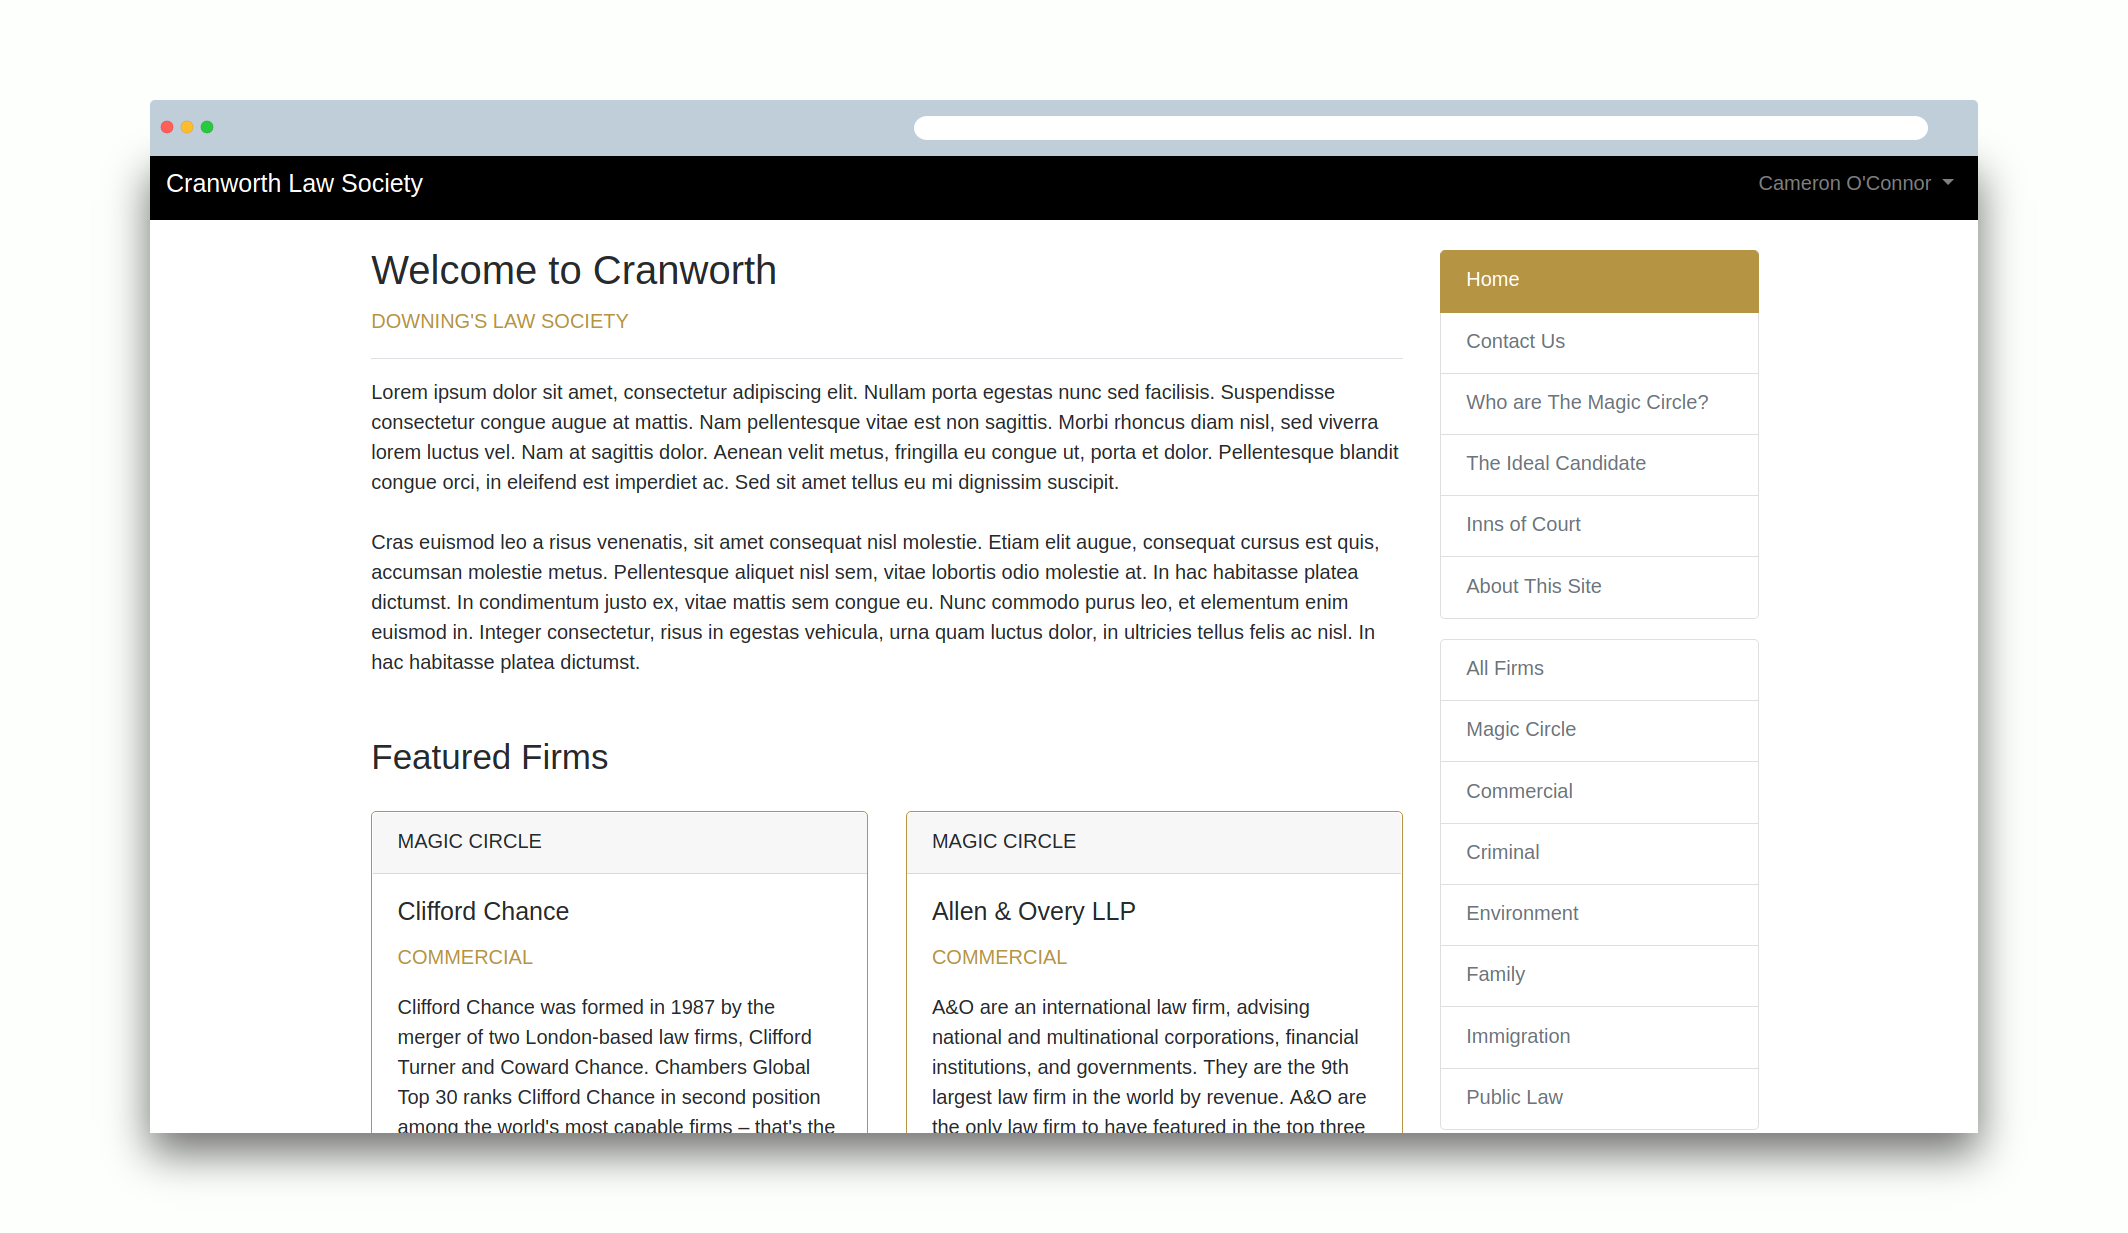 Cranworth Law Society
Cameron O'Connor
Welcome to Cranworth
DOWNING'S LAW SOCIETY
Lorem ipsum dolor sit amet, consectetur adipiscing elit. Nullam porta egestas nunc sed facilisis. Suspendisse
consectetur congue augue at mattis. Nam pellentesque vitae est non sagittis. Morbi rhoncus diam nisl, sed viverra
lorem luctus vel. Nam at sagittis dolor. Aenean velit metus, fringilla eu congue ut, porta et dolor. Pellentesque blandit
congue orci, in eleifend est imperdiet ac. Sed sit amet tellus eu mi dignissim suscipit.
Cras euismod leo a risus venenatis, sit amet consequat nisl molestie. Etiam elit augue, consequat cursus est quis,
accumsan molestie metus. Pellentesque aliquet nisl sem, vitae lobortis odio molestie at. In hac habitasse platea
dictumst. In condimentum justo ex, vitae mattis sem congue eu. Nunc commodo purus leo, et elementum enim
euismod in. Integer consectetur, risus in egestas vehicula, urna quam luctus dolor, in ultricies tellus felis ac nisl. In
hac habitasse platea dictumst.
Featured Firms
MAGIC CIRCLE
Clifford Chance
COMMERCIAL
Clifford Chance was formed in 1987 by the
merger of two London-based law firms, Clifford
Turner and Coward Chance. Chambers Global
Top 30 ranks Clifford Chance in second position
among the world's most capable firms – that's the
MAGIC CIRCLE
Allen & Overy LLP
COMMERCIAL
A&O are an international law firm, advising
national and multinational corporations, financial
institutions, and governments. They are the 9th
largest law firm in the world by revenue. A&O are
the only law firm to have featured in the top three
Home
Contact Us
Who are The Magic Circle?
The Ideal Candidate
Inns of Court
About This Site
All Firms
Magic Circle
Commercial
Criminal
Environment
Family
Immigration
Public Law